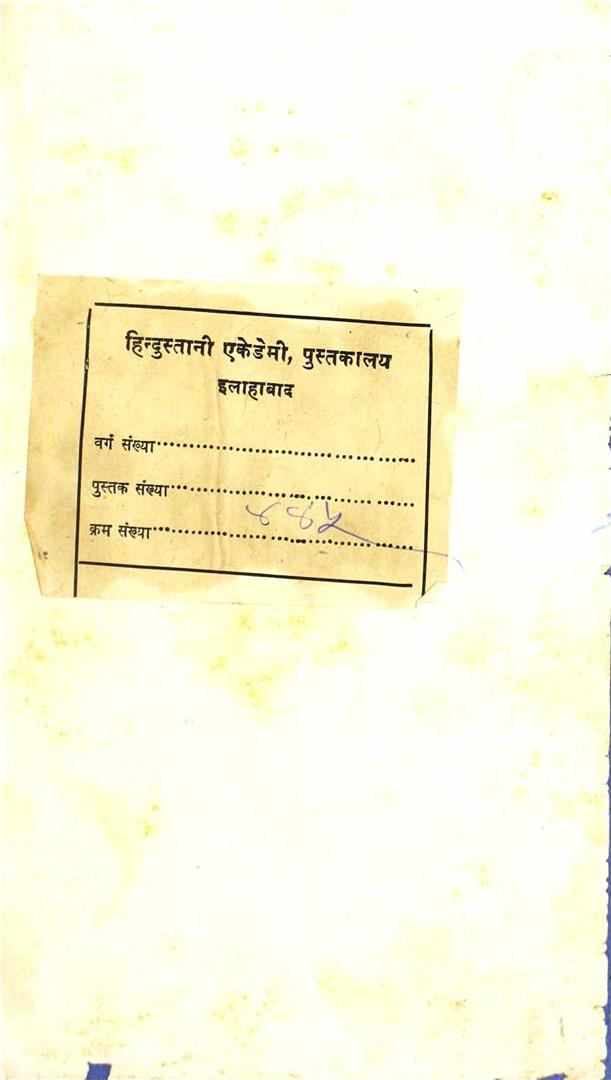 हिन्दुस्तानी एकेडेमी, पुस्तकालय
इलाहाबाद
वर्ग संख्या
पुस्तक संख्या
क्रम संख्या